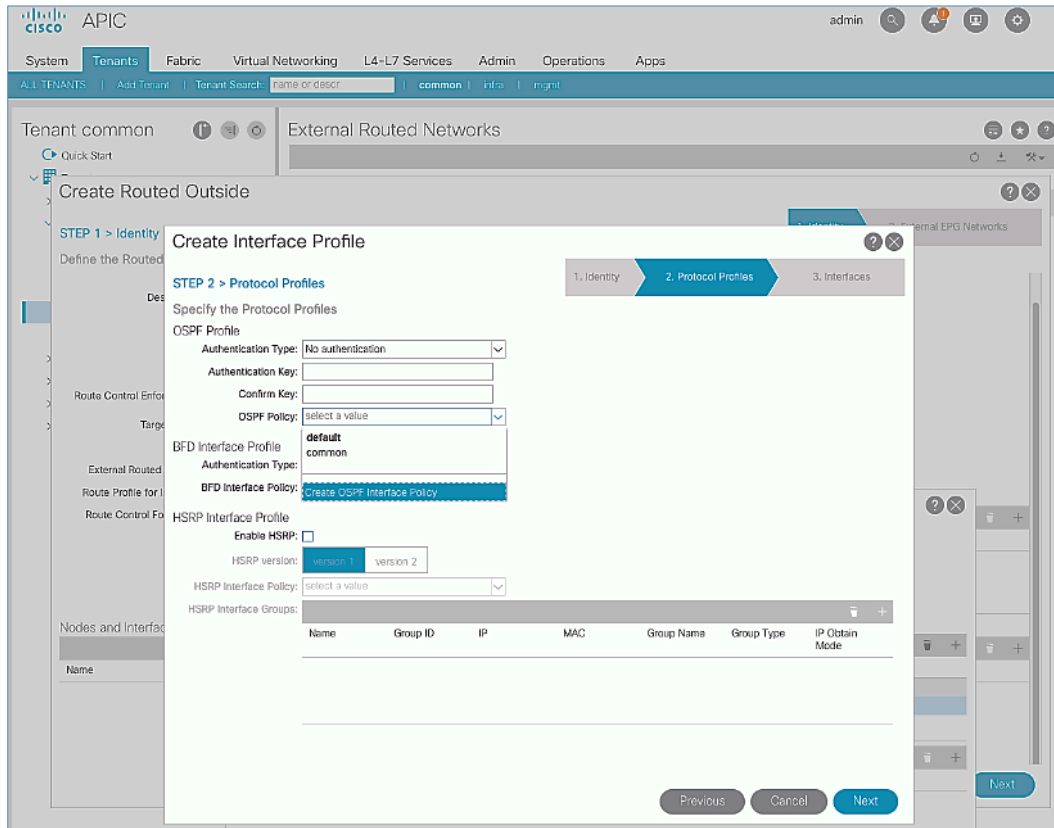 cisco APIC admin 1
System Tenants Fabric Virtual Networking L4-L7 Services Admin Operations Apps
ALL TENANTS | Add Tenant | Tenant Search: name or descr | common | infra | mgmt
Tenant common
External Routed Networks
Quick Start
Create Routed Outside
STEP 1 > Identity
External EPG Networks
Define the Routed
Des
Route Control Enfor
Targe
External Routed
Route Profile for I
Route Control Fo
Nodes and Interfac
Name
Create Interface Profile
STEP 2 > Protocol Profiles
1. Identity 2. Protocol Profiles 3. Interfaces
Specify the Protocol Profiles
OSPF Profile
Authentication Type: No authentication
Authentication Key:
Confirm Key:
OSPF Policy: select a value
default
common
BFD Interface Profile
Authentication Type:
BFD Interface Policy:
Create OSPF Interface Policy
HSRP Interface Profile
Enable HSRP:
HSRP version: version 1 version 2
HSRP Interface Policy: select a value
HSRP Interface Groups:
Name Group ID IP MAC Group Name Group Type IP Obtain Mode
Previous Cancel Next
Next